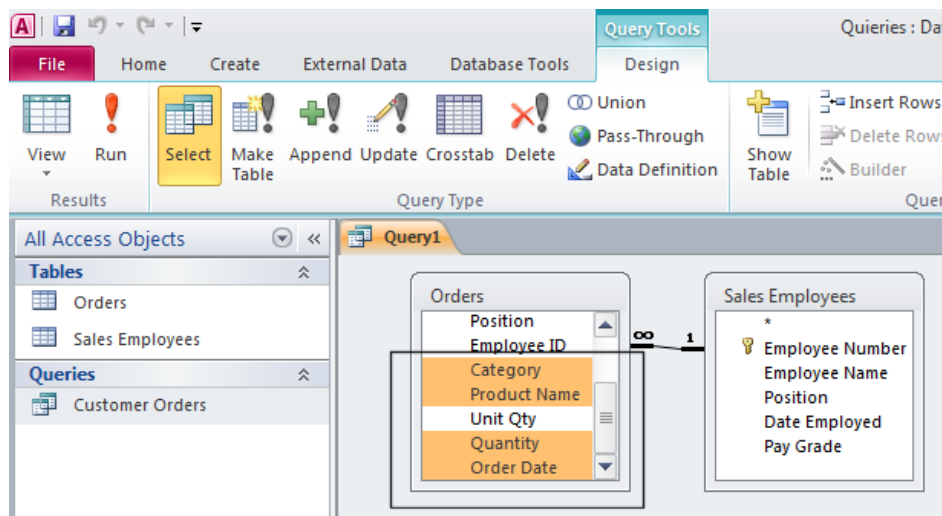 A
Query Tools
Quieries : Da
File Home Create External Data Database Tools Design
View Run Select Make Table Append Update Crosstab Delete
Union
Pass-Through
Data Definition
Show Table
Insert Rows
Delete Rows
Builder
Results Query Type Quer
All Access Objects
Query1
Tables
Orders
Sales Employees
Queries
Customer Orders
Orders
Position
Employee ID
Category
Product Name
Unit Qty
Quantity
Order Date
∞ 1
Sales Employees
*
Employee Number
Employee Name
Position
Date Employed
Pay Grade